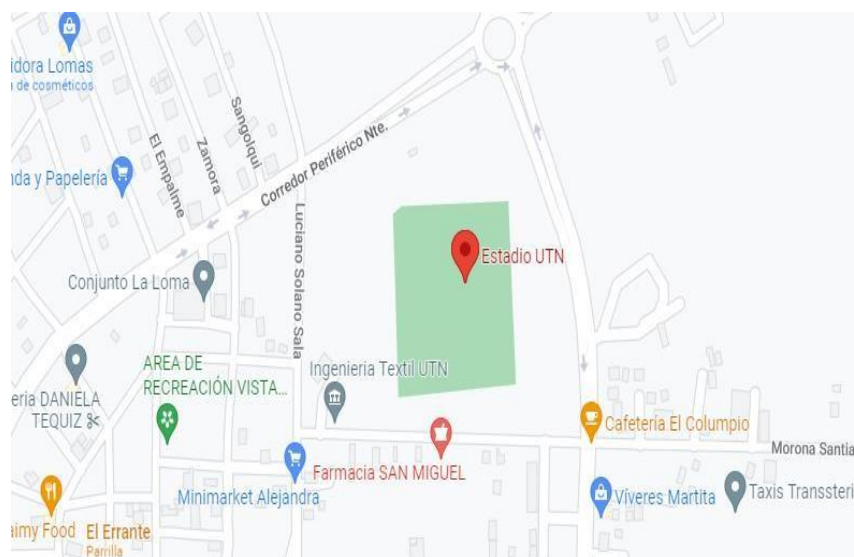 idora Lomas
a de cosméticos
nda y Papelería
El Empalme
Zamora
Sangolqui
Corredor Periférico Nte.
Luciano Solano Sala
Estadio UTN
Conjunto La Loma
AREA DE
RECREACIÓN VISTA...
Ingenieria Textil UTN
eria DANIELA
TEQUIZ
Cafetería El Columpio
Morona Santia
Farmacia SAN MIGUEL
Minimarket Alejandra
Víveres Martita
Taxis Transsteri
aimy Food
El Errante
Parrilla